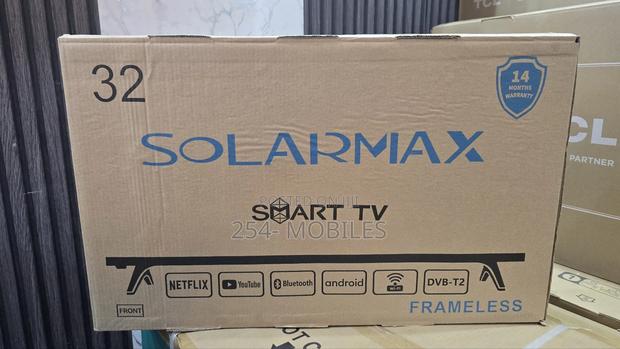 32
14
MONTHS
WARRANTY
SOLARMAX
SMART TV
254- MOBILES
NETFLIX YouTube Bluetooth android Wi-Fi DVB-T2
FRONT
FRAMELESS
TCL
CL
PARTNER